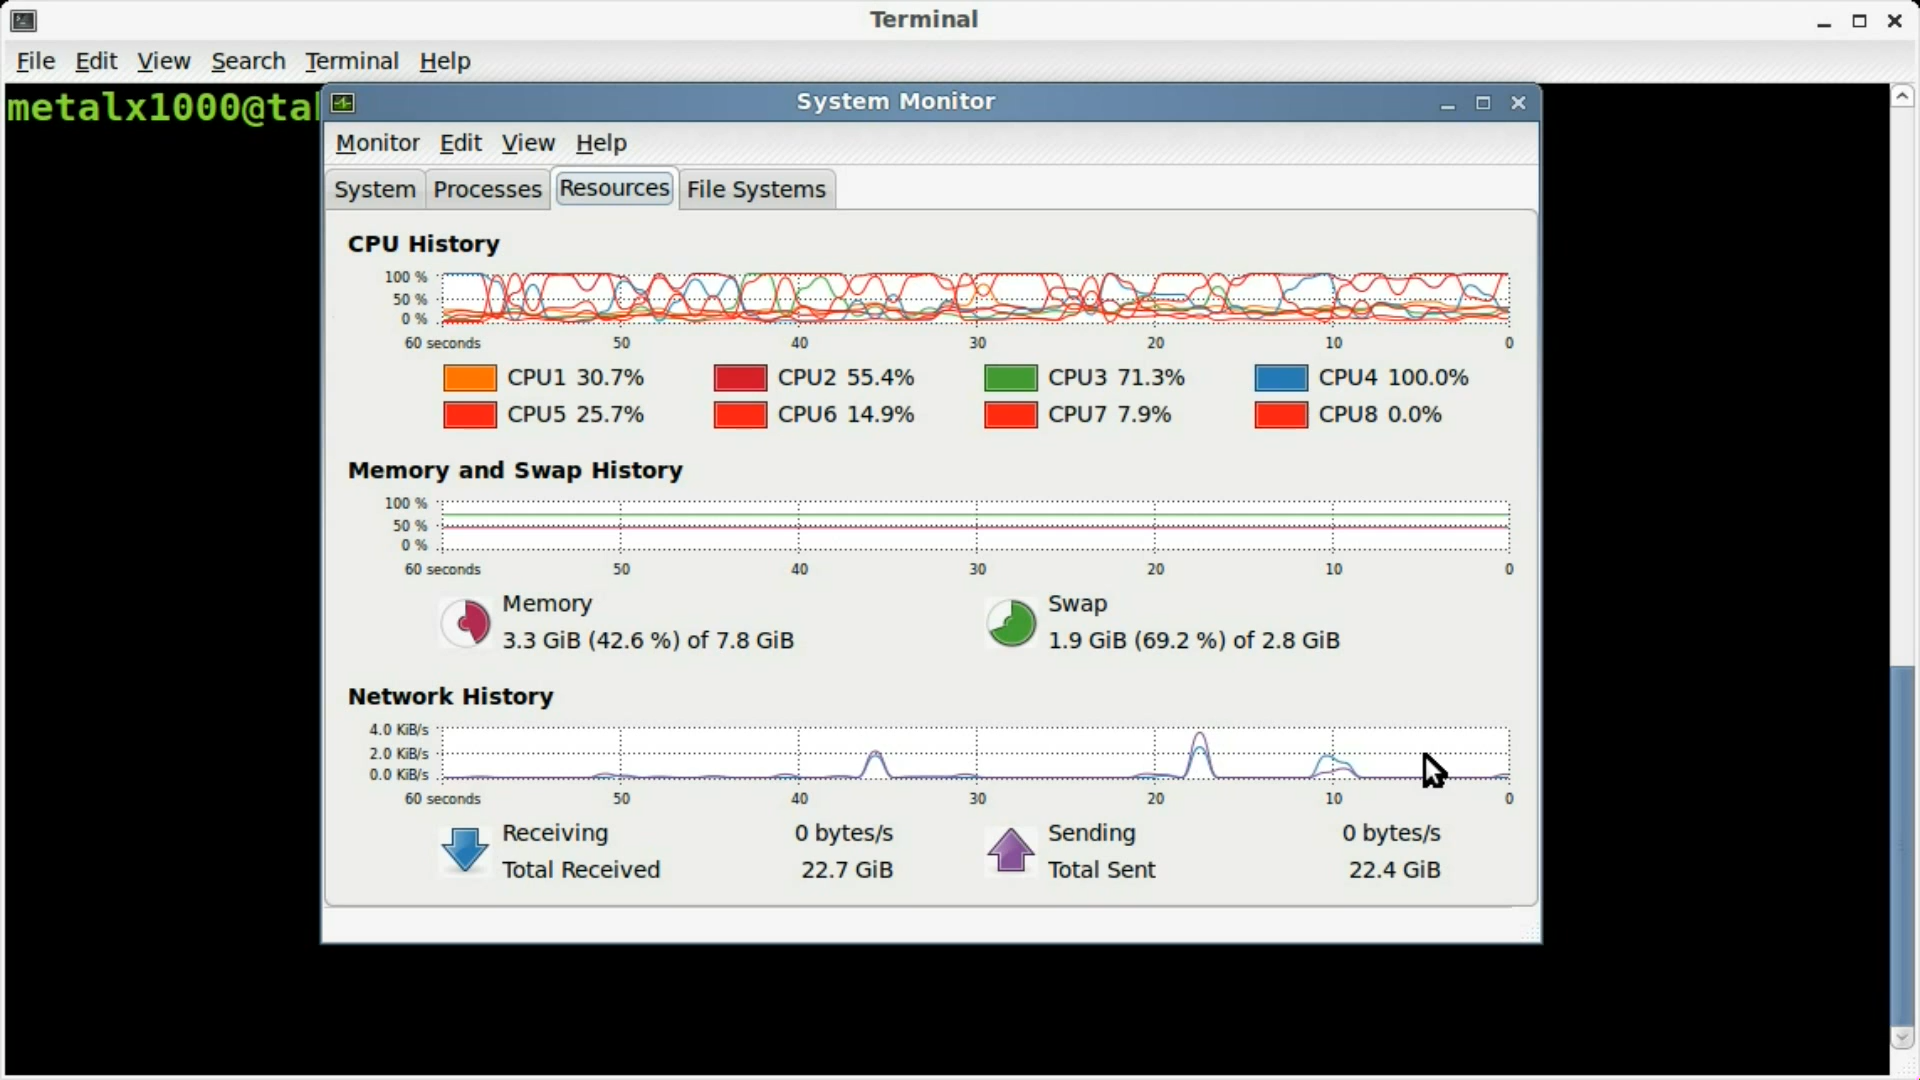 Terminal
File Edit View Search Terminal Help
metalx1000@ta
System Monitor
Monitor Edit View Help
System Processes Resources File Systems
CPU History
100 %
50 %
0 %
60 seconds 50 40 30 20 10 0
CPU1 30.7% CPU2 55.4% CPU3 71.3% CPU4 100.0%
CPU5 25.7% CPU6 14.9% CPU7 7.9% CPU8 0.0%
Memory and Swap History
100 %
50 %
0 %
60 seconds 50 40 30 20 10 0
Memory Swap
3.3 GiB (42.6 %) of 7.8 GiB 1.9 GiB (69.2 %) of 2.8 GiB
Network History
4.0 KiB/s
2.0 KiB/s
0.0 KiB/s
60 seconds 50 40 30 20 10 0
Receiving 0 bytes/s Sending 0 bytes/s
Total Received 22.7 GiB Total Sent 22.4 GiB